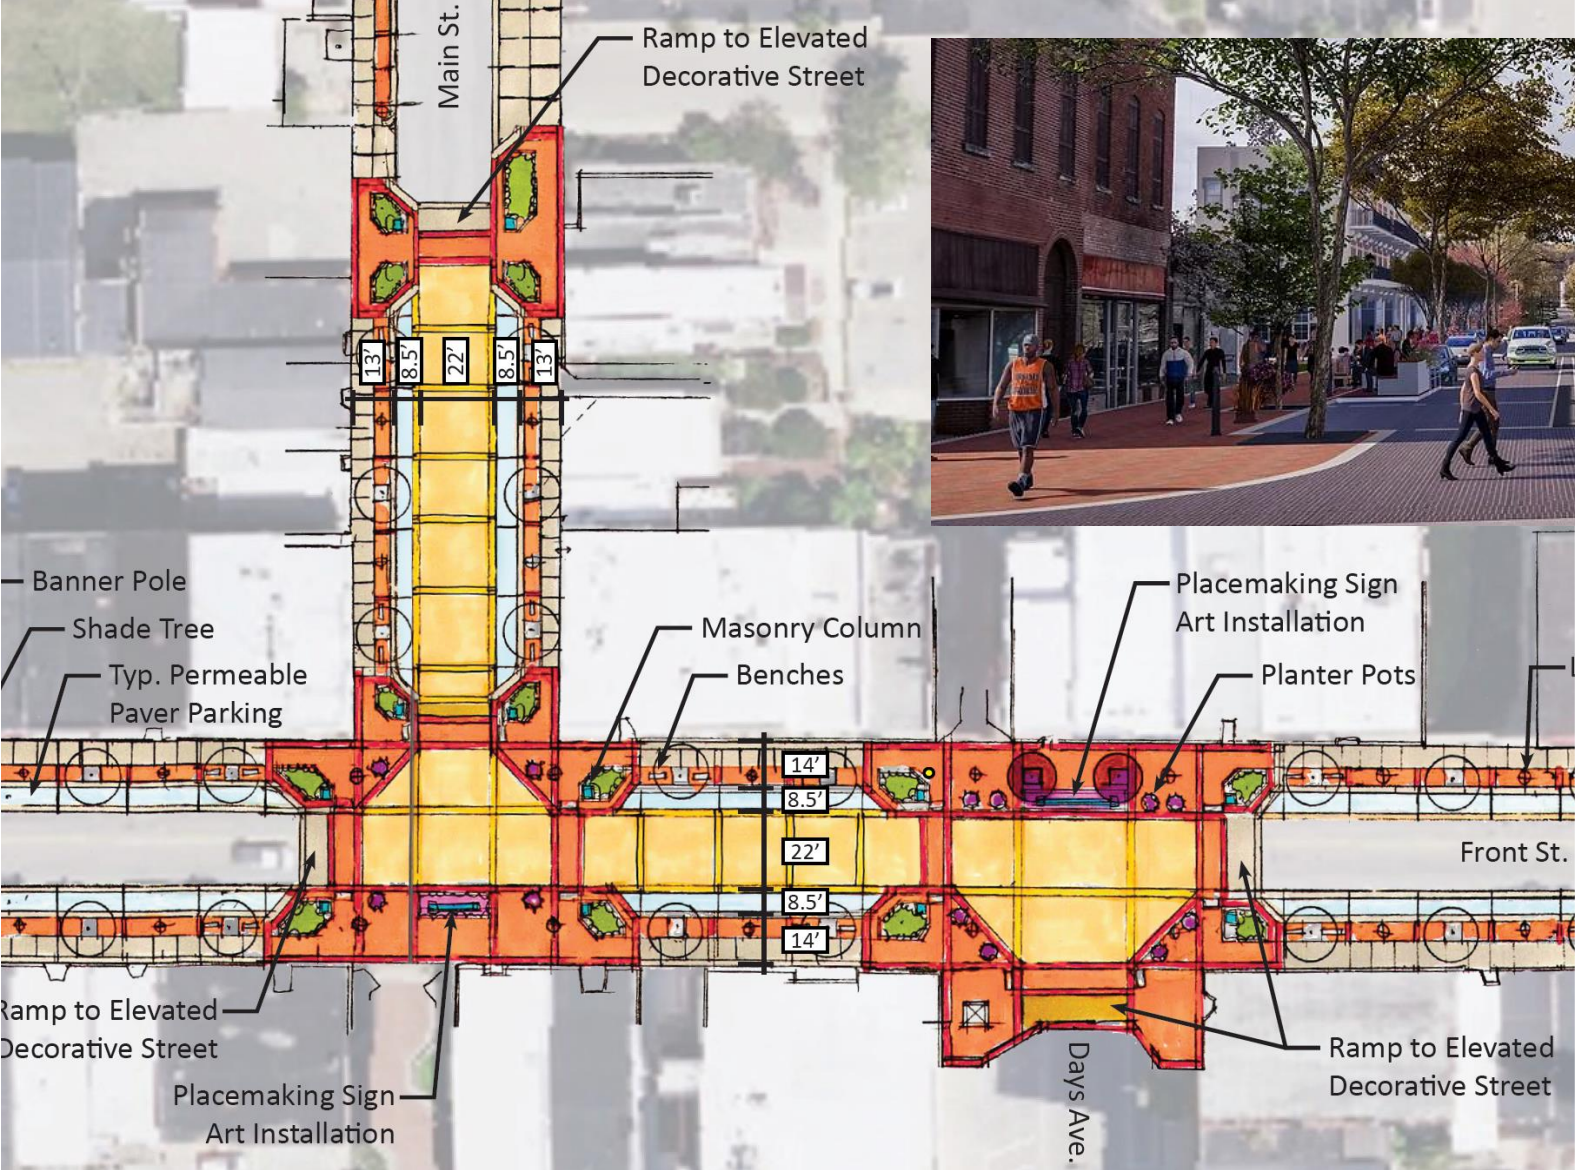 Main St.
Ramp to Elevated
Decorative Street
13'
8.5'
22'
8.5'
13'
Banner Pole
Shade Tree
Typ. Permeable
Paver Parking
Masonry Column
Benches
Placemaking Sign
Art Installation
Planter Pots
L
14'
8.5'
22'
8.5'
14'
Front St.
Ramp to Elevated
Decorative Street
Placemaking Sign
Art Installation
Days Ave.
Ramp to Elevated
Decorative Street